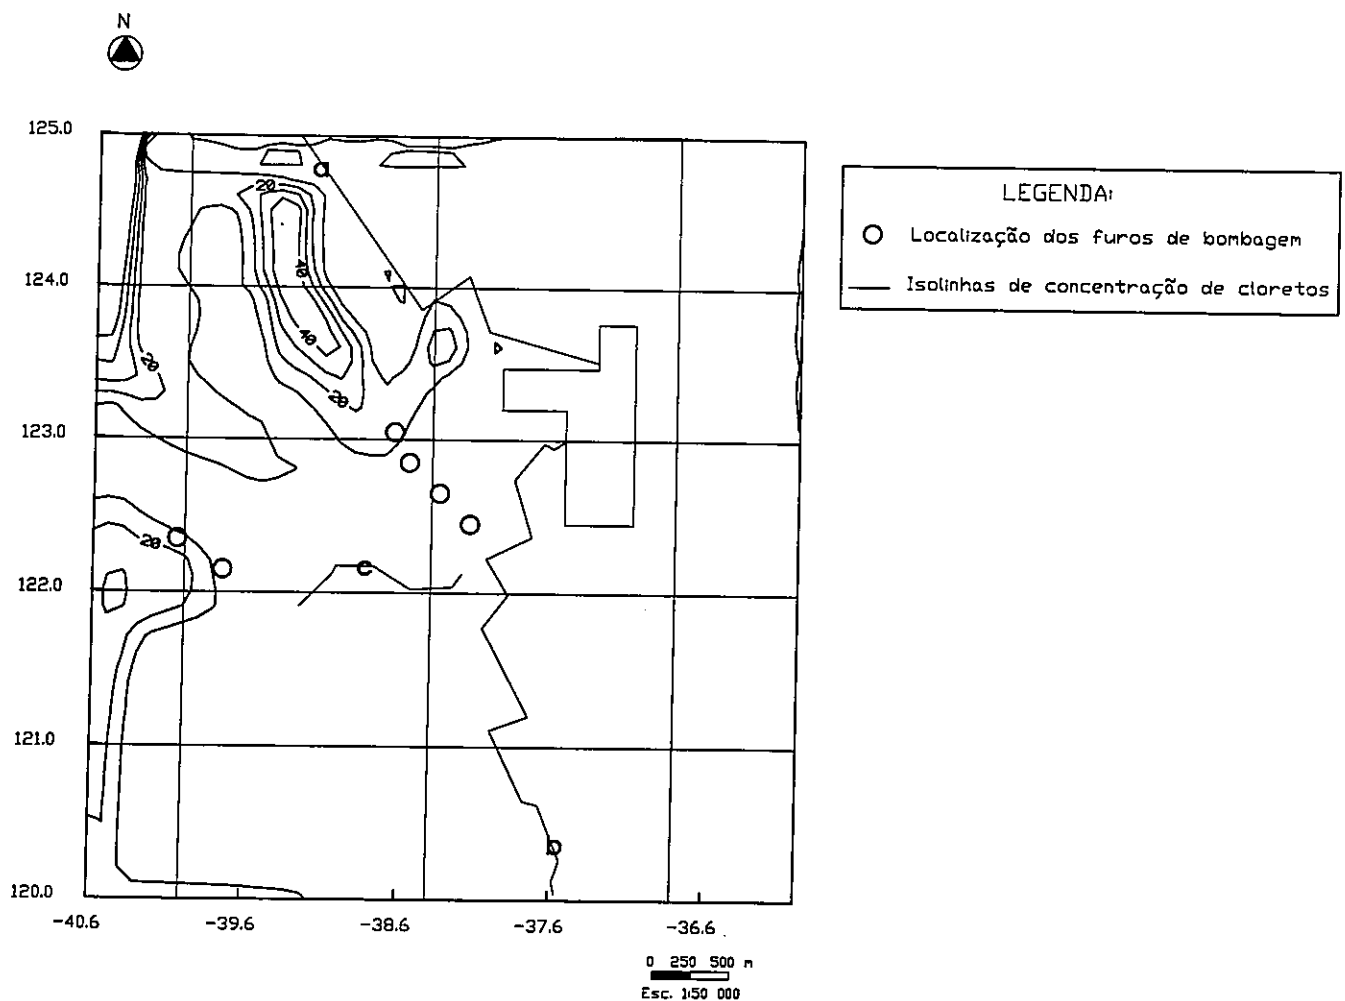 N
125.0
124.0
123.0
122.0
121.0
120.0
-40.6 -39.6 -38.6 -37.6 -36.6
20
40
40
20
20
20
LEGENDA:
Localização dos furos de bombagem
Isolinhas de concentração de cloretos
0 250 500 m
Esc. 1:50 000